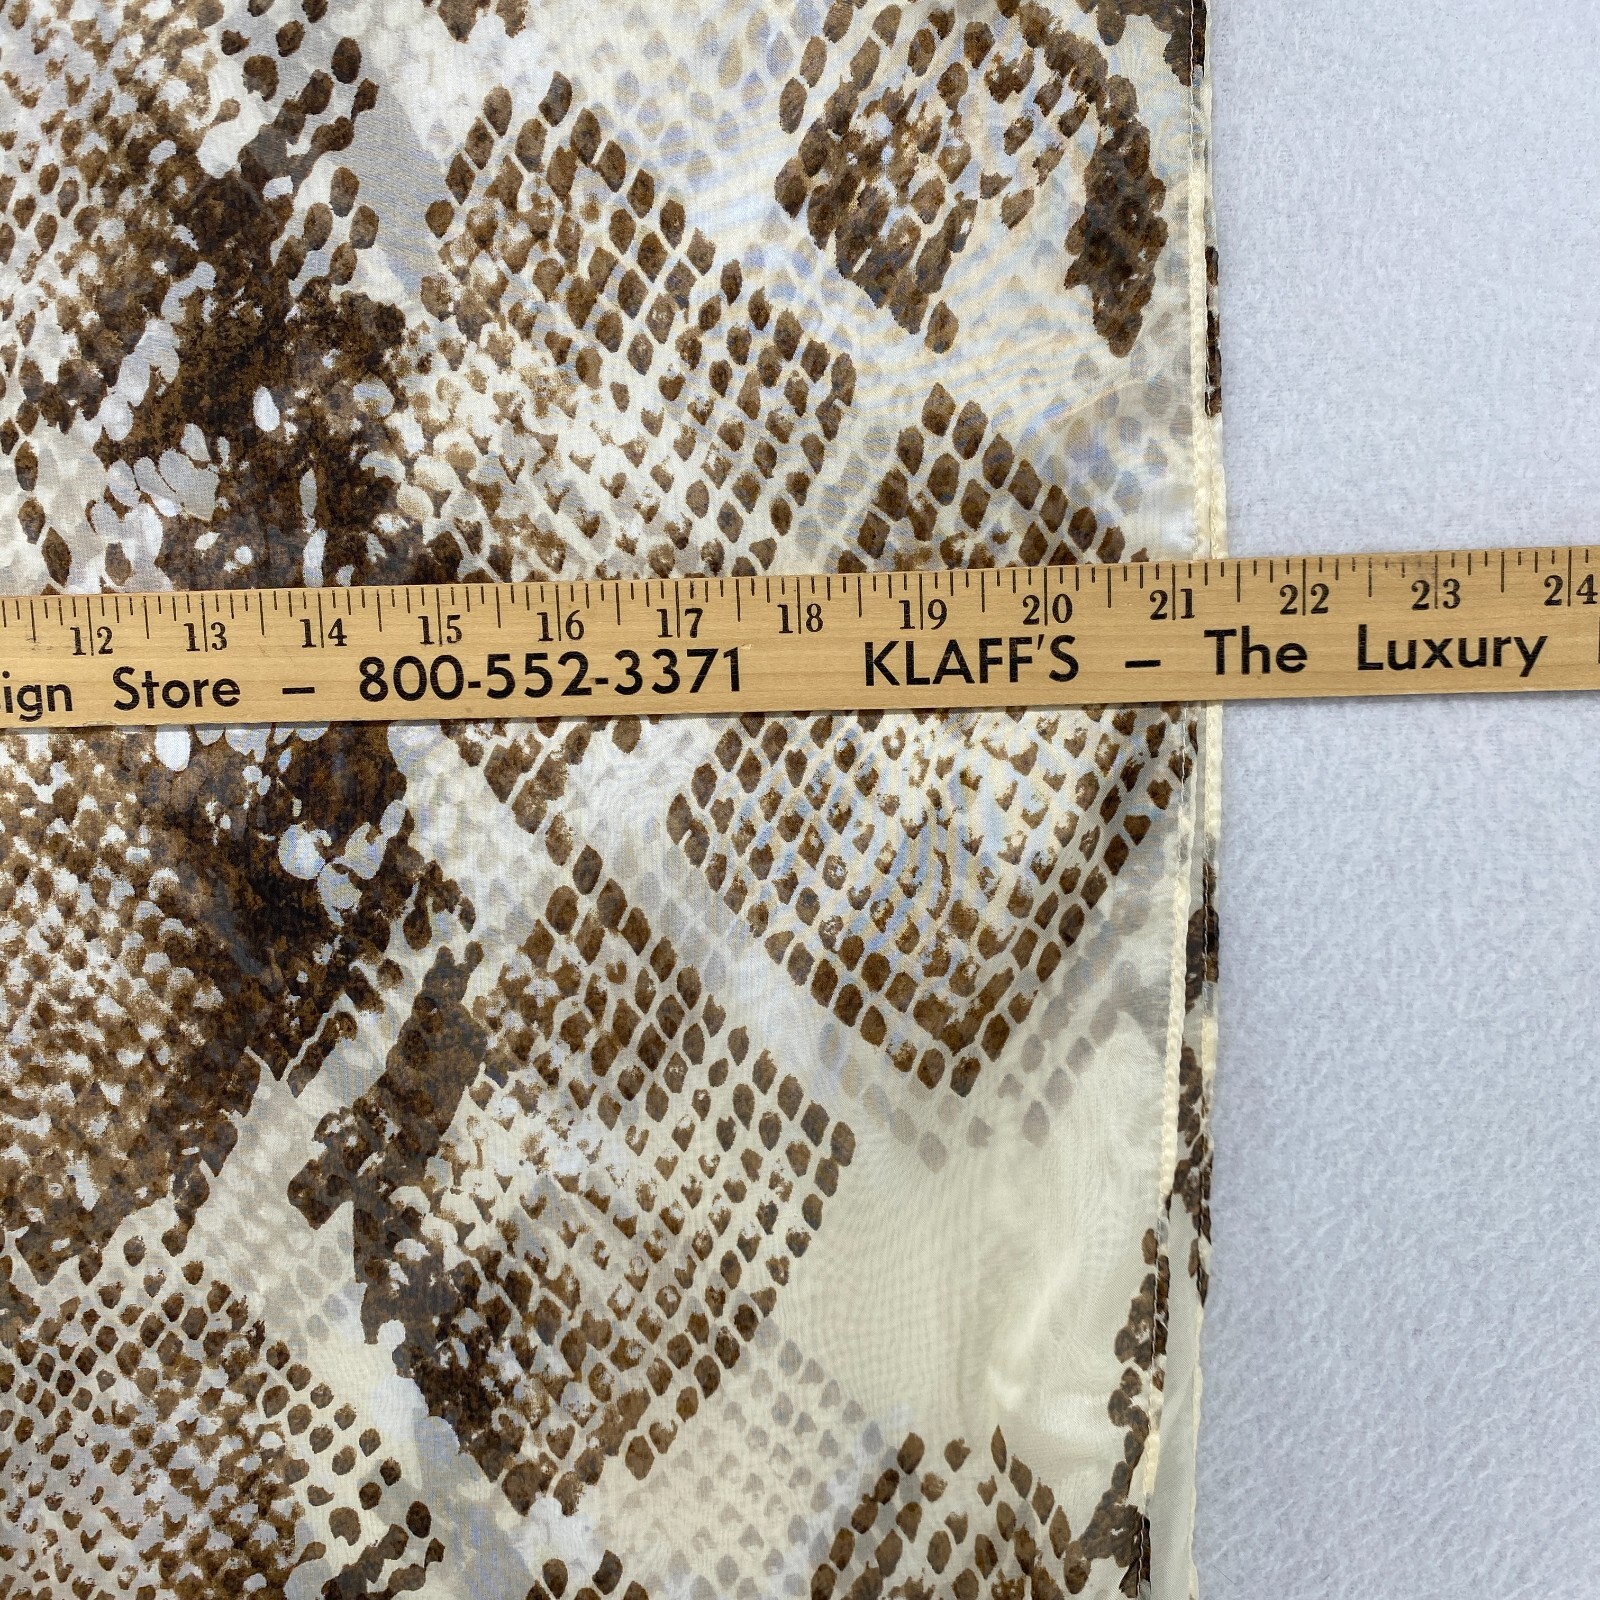 12 13 14 15 16 17 18 19 20 21 22 23 24
sign Store – 800-552-3371 KLAFF'S – The Luxury